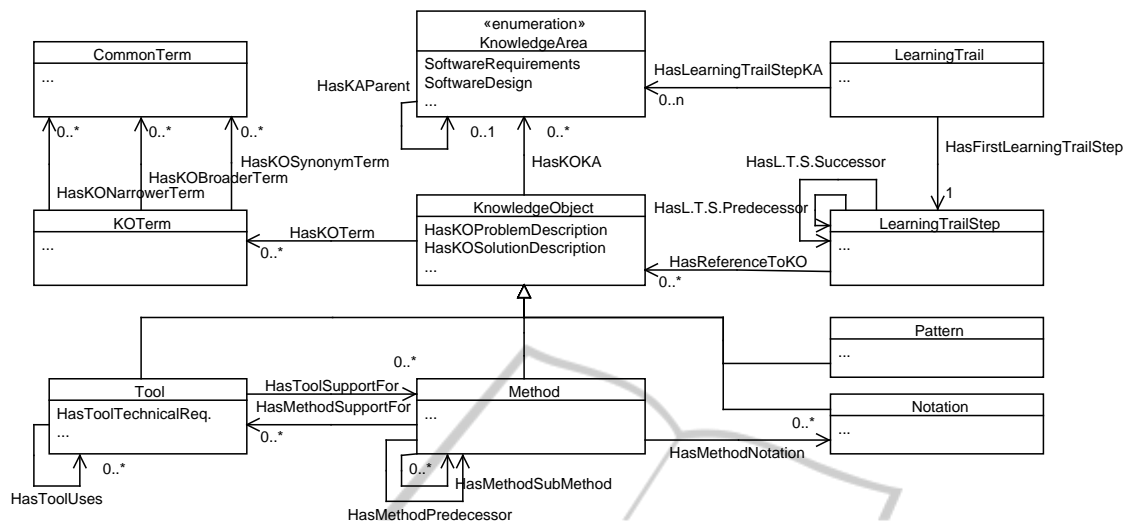 «enumeration»
KnowledgeArea
SoftwareRequirements
SoftwareDesign
...
CommonTerm
...
LearningTrail
...
HasKAParent
HasLearningTrailStepKA
0..n
0..1
0..*
0..*
0..*
0..*
HasKOSynonymTerm
HasKOBroaderTerm
HasKONarrowerTerm
HasKOKA
HasFirstLearningTrailStep
HasL.T.S.Successor
HasL.T.S.Predecessor
1
KOTerm
...
HasKOTerm
0..*
KnowledgeObject
HasKOProblemDescription
HasKOSolutionDescription
...
LearningTrailStep
...
HasReferenceToKO
0..*
Pattern
...
0..*
Tool
HasToolTechnicalReq.
...
HasToolSupportFor
HasMethodSupportFor
0..*
Method
...
Notation
...
0..*
HasMethodNotation
0..*
HasToolUses
0..*
HasMethodSubMethod
HasMethodPredecessor